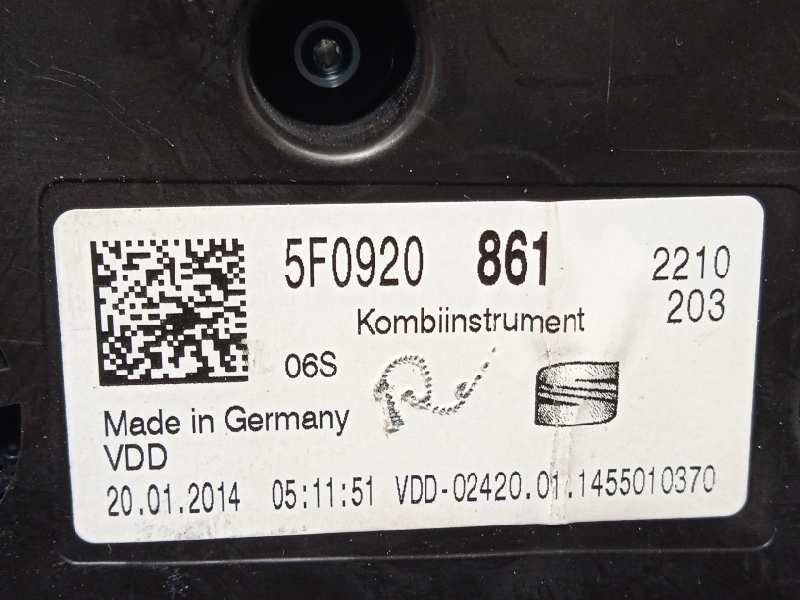 5F0920 861 2210
203
Kombiinstrument
06S
Made in Germany
VDD
20.01.2014 05:11:51 VDD-02420.01.1455010370